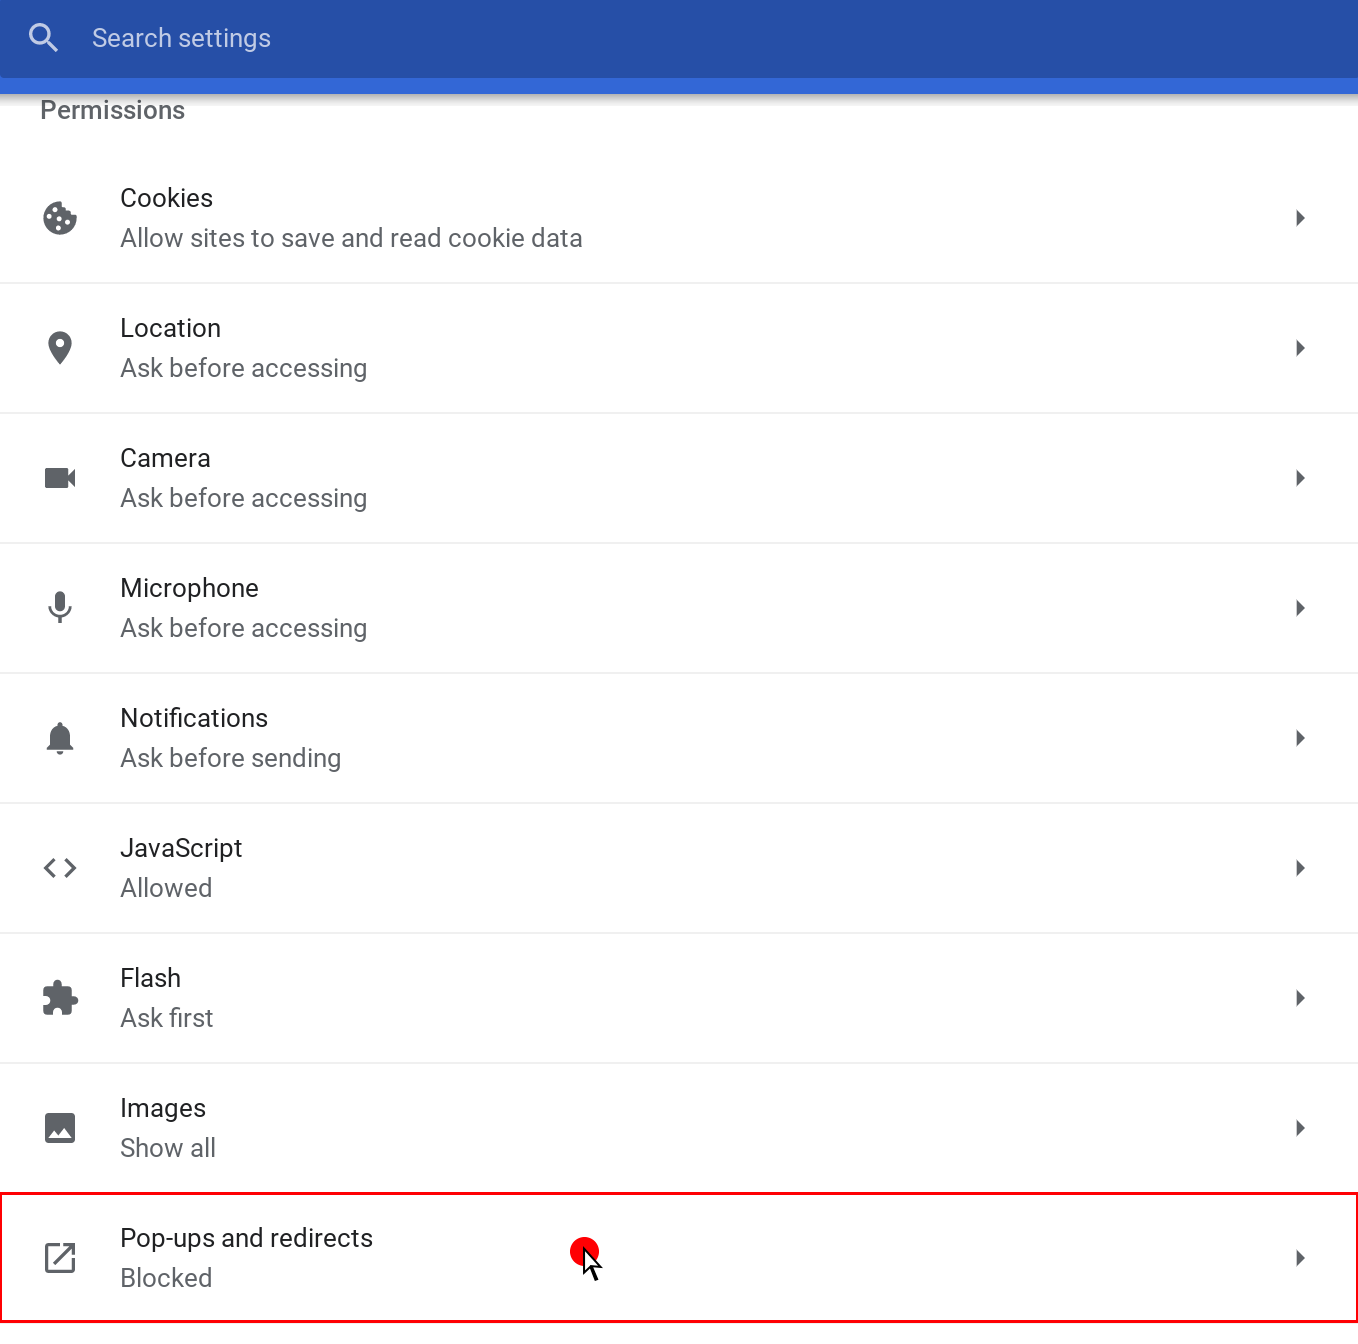 Search settings
Permissions
Cookies
Allow sites to save and read cookie data
Location
Ask before accessing
Camera
Ask before accessing
Microphone
Ask before accessing
Notifications
Ask before sending
JavaScript
Allowed
Flash
Ask first
Images
Show all
Pop-ups and redirects
Blocked